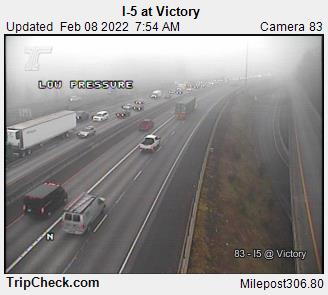 I-5 at Victory
Updated Feb 08 2022 7:54 AM
Camera 83
LOW PRESSURE
N
83 - I5 @ Victory
TripCheck.com
Milepost306.80